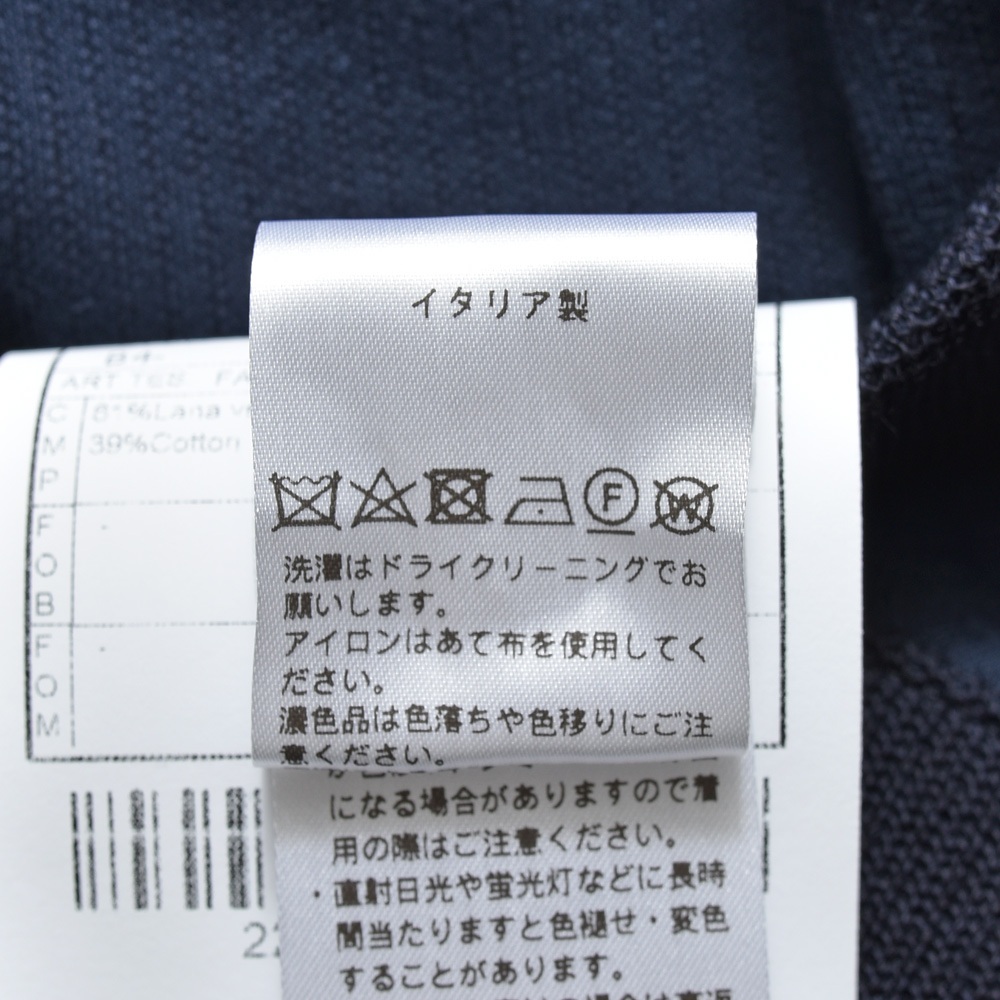 イタリア製
F
W
洗濯はドライクリーニングでお
願いします。
アイロンはあて布を使用してく
ださい。
濃色品は色落ちや色移りにご注
意ください。
になる場合がありますので着
用の際はご注意ください。
・直射日光や蛍光灯などに長時
間当たりますと色褪せ・変色
することがあります。
B4-
ART TES FA
C
M
P
61%Lana
39%Cotton
F
O
B
F
O
M
22